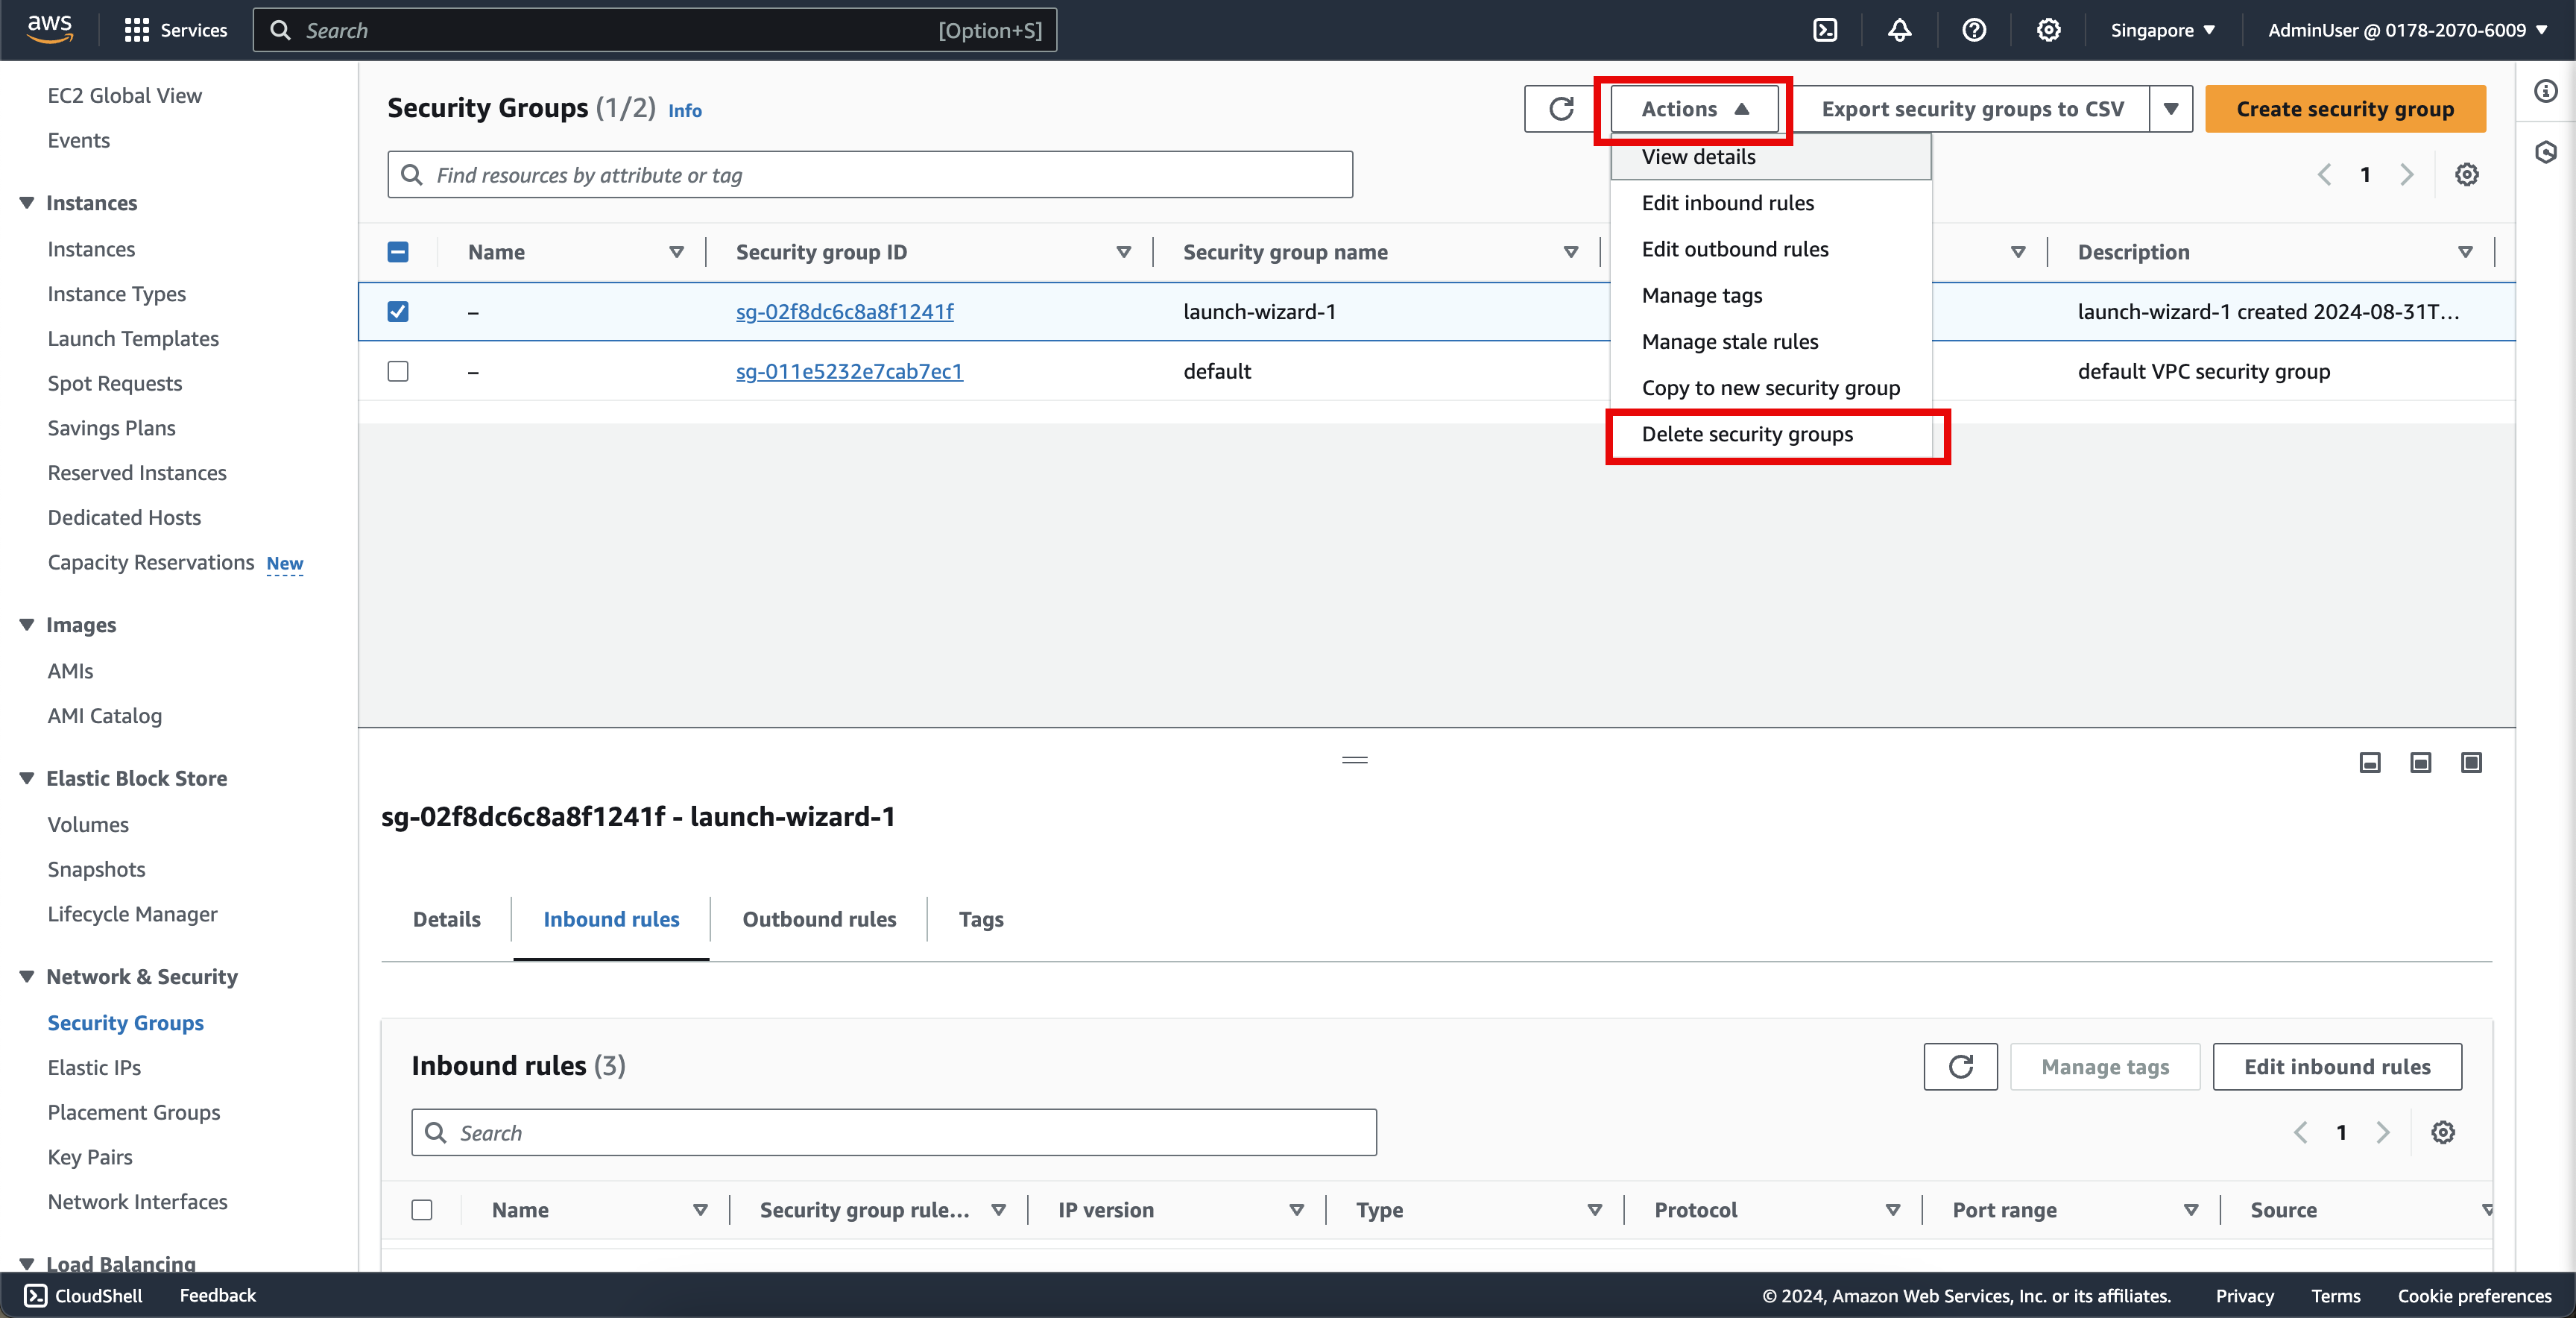 aws
Services
Search
[Option+S]
Singapore
AdminUser @ 0178-2070-6009
EC2 Global View
Events
Instances
Instances
Instance Types
Launch Templates
Spot Requests
Savings Plans
Reserved Instances
Dedicated Hosts
Capacity Reservations New
Images
AMIs
AMI Catalog
Elastic Block Store
Volumes
Snapshots
Lifecycle Manager
Network & Security
Security Groups
Elastic IPs
Placement Groups
Key Pairs
Network Interfaces
Load Balancing
Security Groups (1/2) Info
Actions
Export security groups to CSV
Create security group
Find resources by attribute or tag
1
View details
Edit inbound rules
Edit outbound rules
Manage tags
Manage stale rules
Copy to new security group
Delete security groups
Name Security group ID Security group name Description
– sg-02f8dc6c8a8f1241f launch-wizard-1 launch-wizard-1 created 2024-08-31T...
– sg-011e5232e7cab7ec1 default default VPC security group
sg-02f8dc6c8a8f1241f - launch-wizard-1
Details Inbound rules Outbound rules Tags
Inbound rules (3)
Manage tags
Edit inbound rules
Search
1
Name Security group rule... IP version Type Protocol Port range Source
CloudShell Feedback © 2024, Amazon Web Services, Inc. or its affiliates. Privacy Terms Cookie preferences